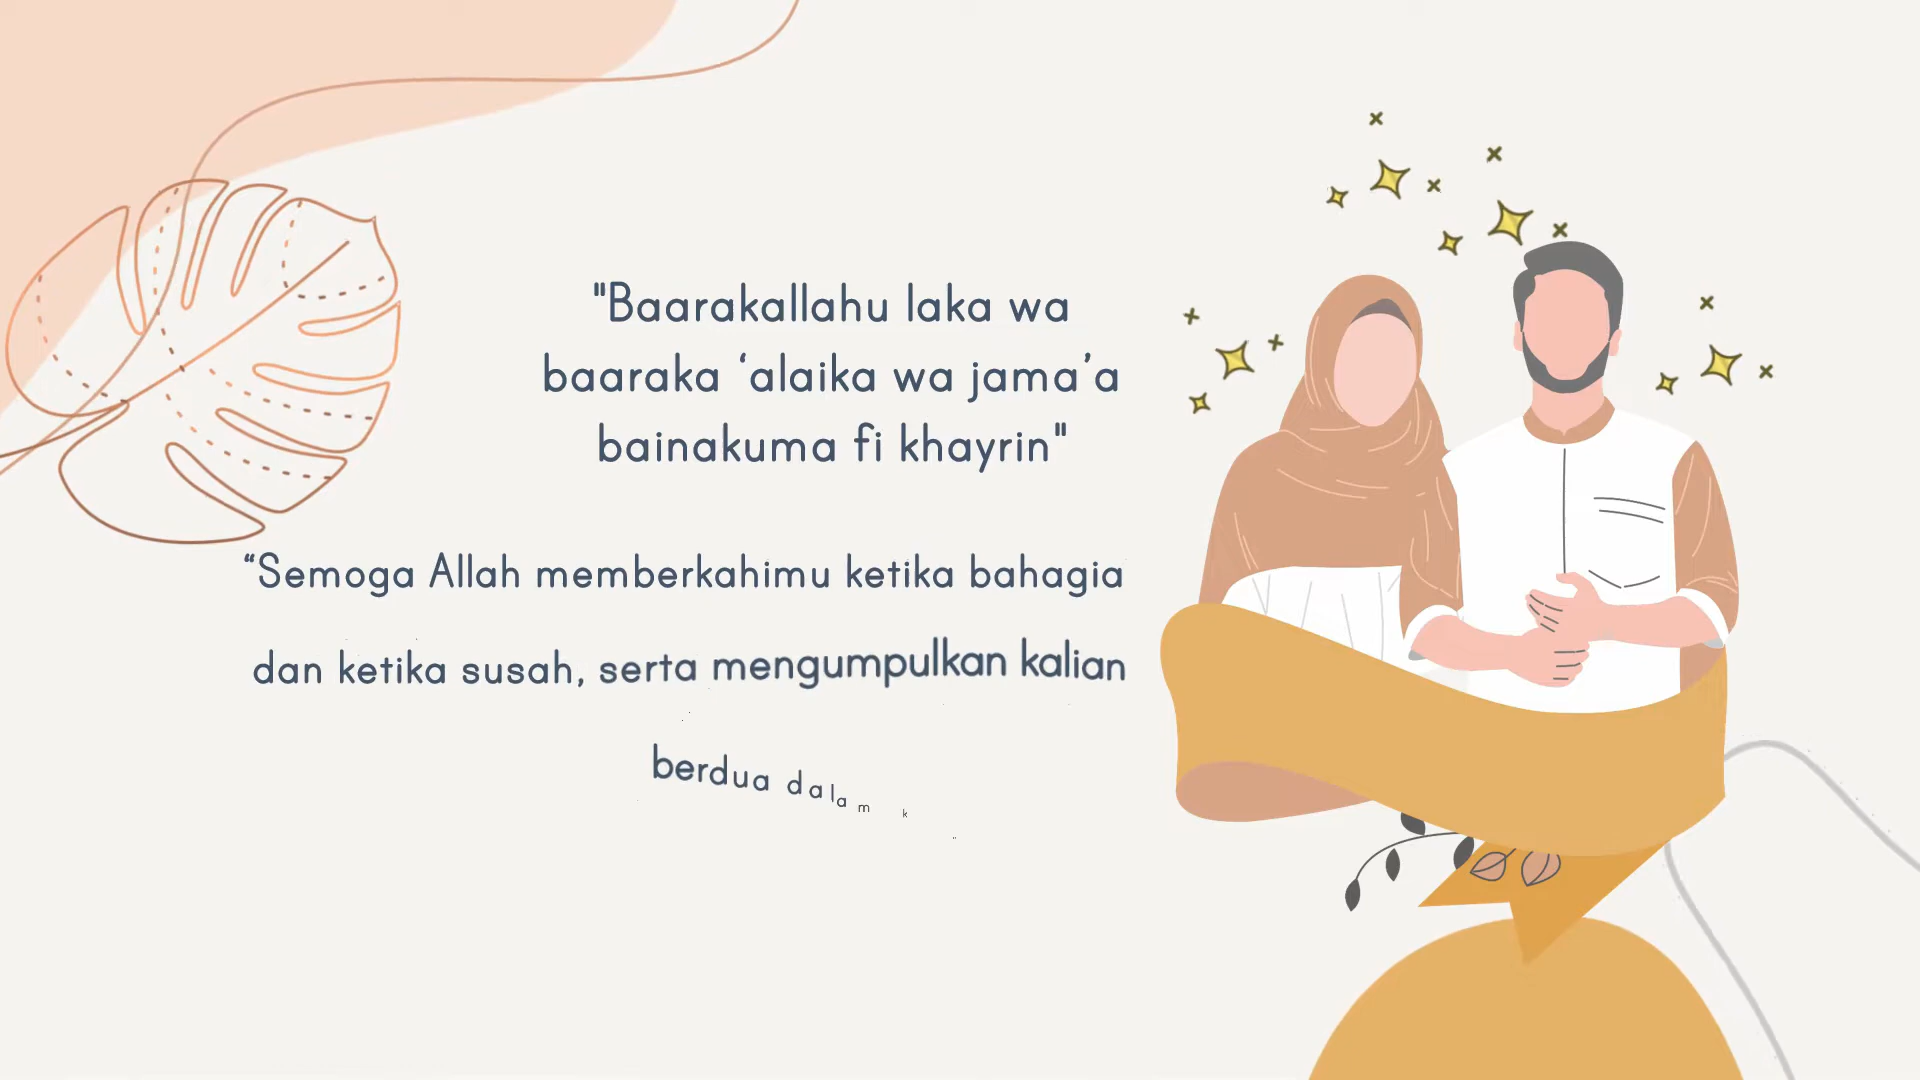 "Baarakallahu laka wa
baaraka ‘alaika wa jama’a
bainakuma fi khayrin"
“Semoga Allah memberkahimu ketika bahagia
dan ketika susah, serta mengumpulkan kalian
berdua dalam k